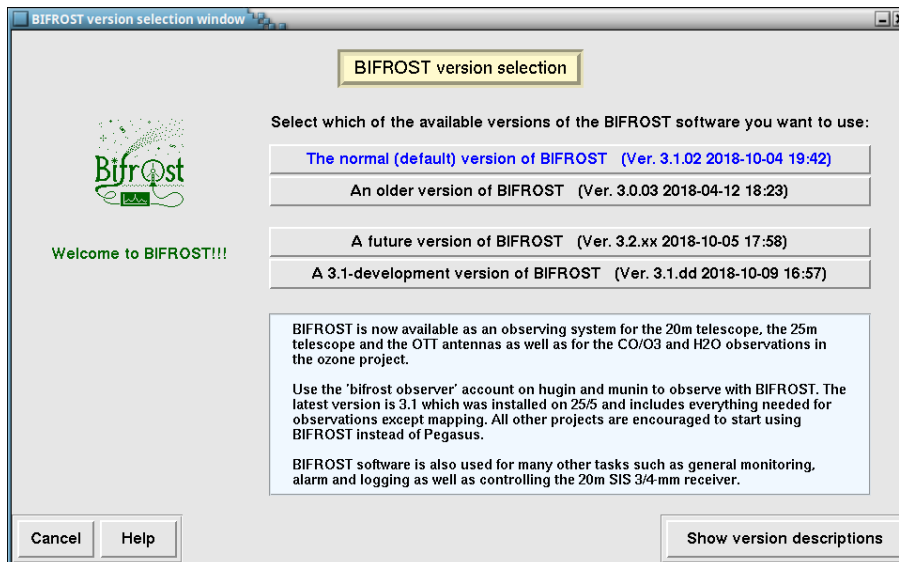 BIFROST version selection window
BIFROST version selection
Select which of the available versions of the BIFROST software you want to use:
Bifrost
Welcome to BIFROST!!!
The normal (default) version of BIFROST (Ver. 3.1.02 2018-10-04 19:42)
An older version of BIFROST (Ver. 3.0.03 2018-04-12 18:23)
A future version of BIFROST (Ver. 3.2.xx 2018-10-05 17:58)
A 3.1-development version of BIFROST (Ver. 3.1.dd 2018-10-09 16:57)
BIFROST is now available as an observing system for the 20m telescope, the 25m
telescope and the OTT antennas as well as for the CO/O3 and H2O observations in
the ozone project.
Use the 'bifrost observer' account on hugin and munin to observe with BIFROST. The
latest version is 3.1 which was installed on 25/5 and includes everything needed for
observations except mapping. All other projects are encouraged to start using
BIFROST instead of Pegasus.
BIFROST software is also used for many other tasks such as general monitoring,
alarm and logging as well as controlling the 20m SIS 3/4-mm receiver.
Cancel
Help
Show version descriptions